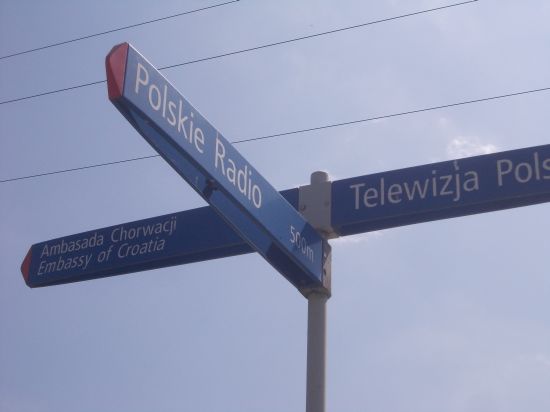 Polskie Radio
500m
Telewizja Pols
Ambasada Chorwacji
Embassy of Croatia